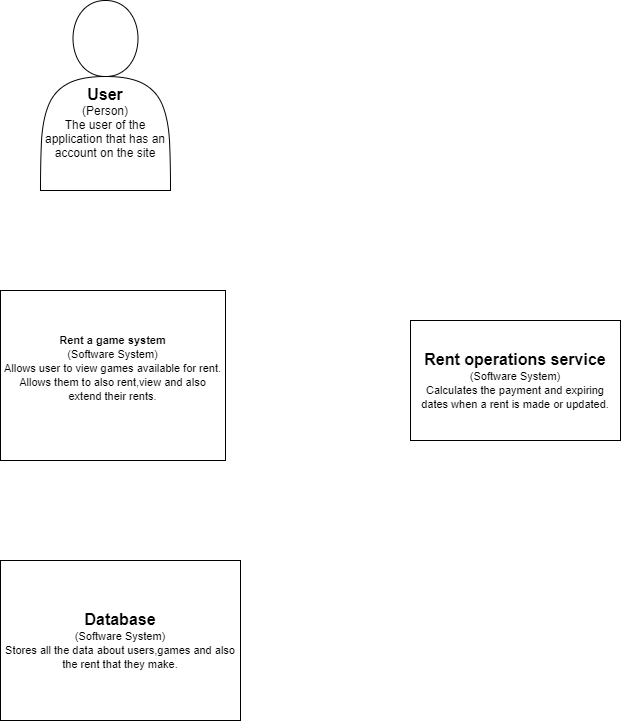 User
(Person)
The user of the
application that has an
account on the site
Rent a game system
(Software System)
Allows user to view games available for rent.
Allows them to also rent,view and also
extend their rents.
Rent operations service
(Software System)
Calculates the payment and expiring
dates when a rent is made or updated.
Database
(Software System)
Stores all the data about users,games and also
the rent that they make.